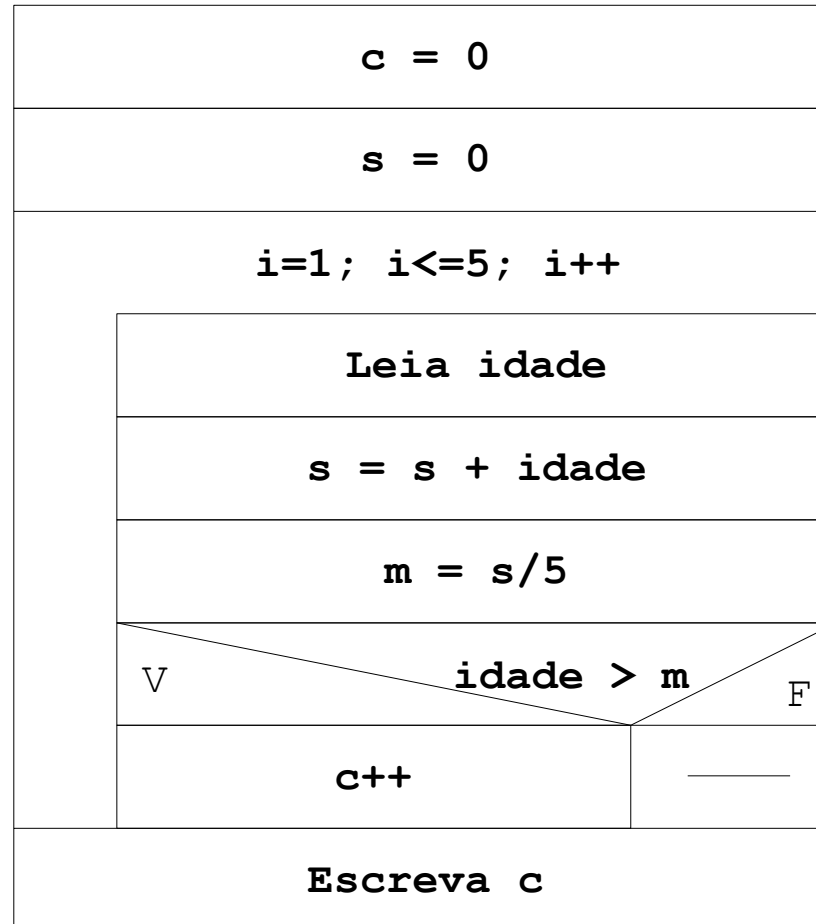 c = 0
s = 0
i=1; i<=5; i++
Leia idade
s = s + idade
m = s/5
V idade > m F
c++
Escreva c